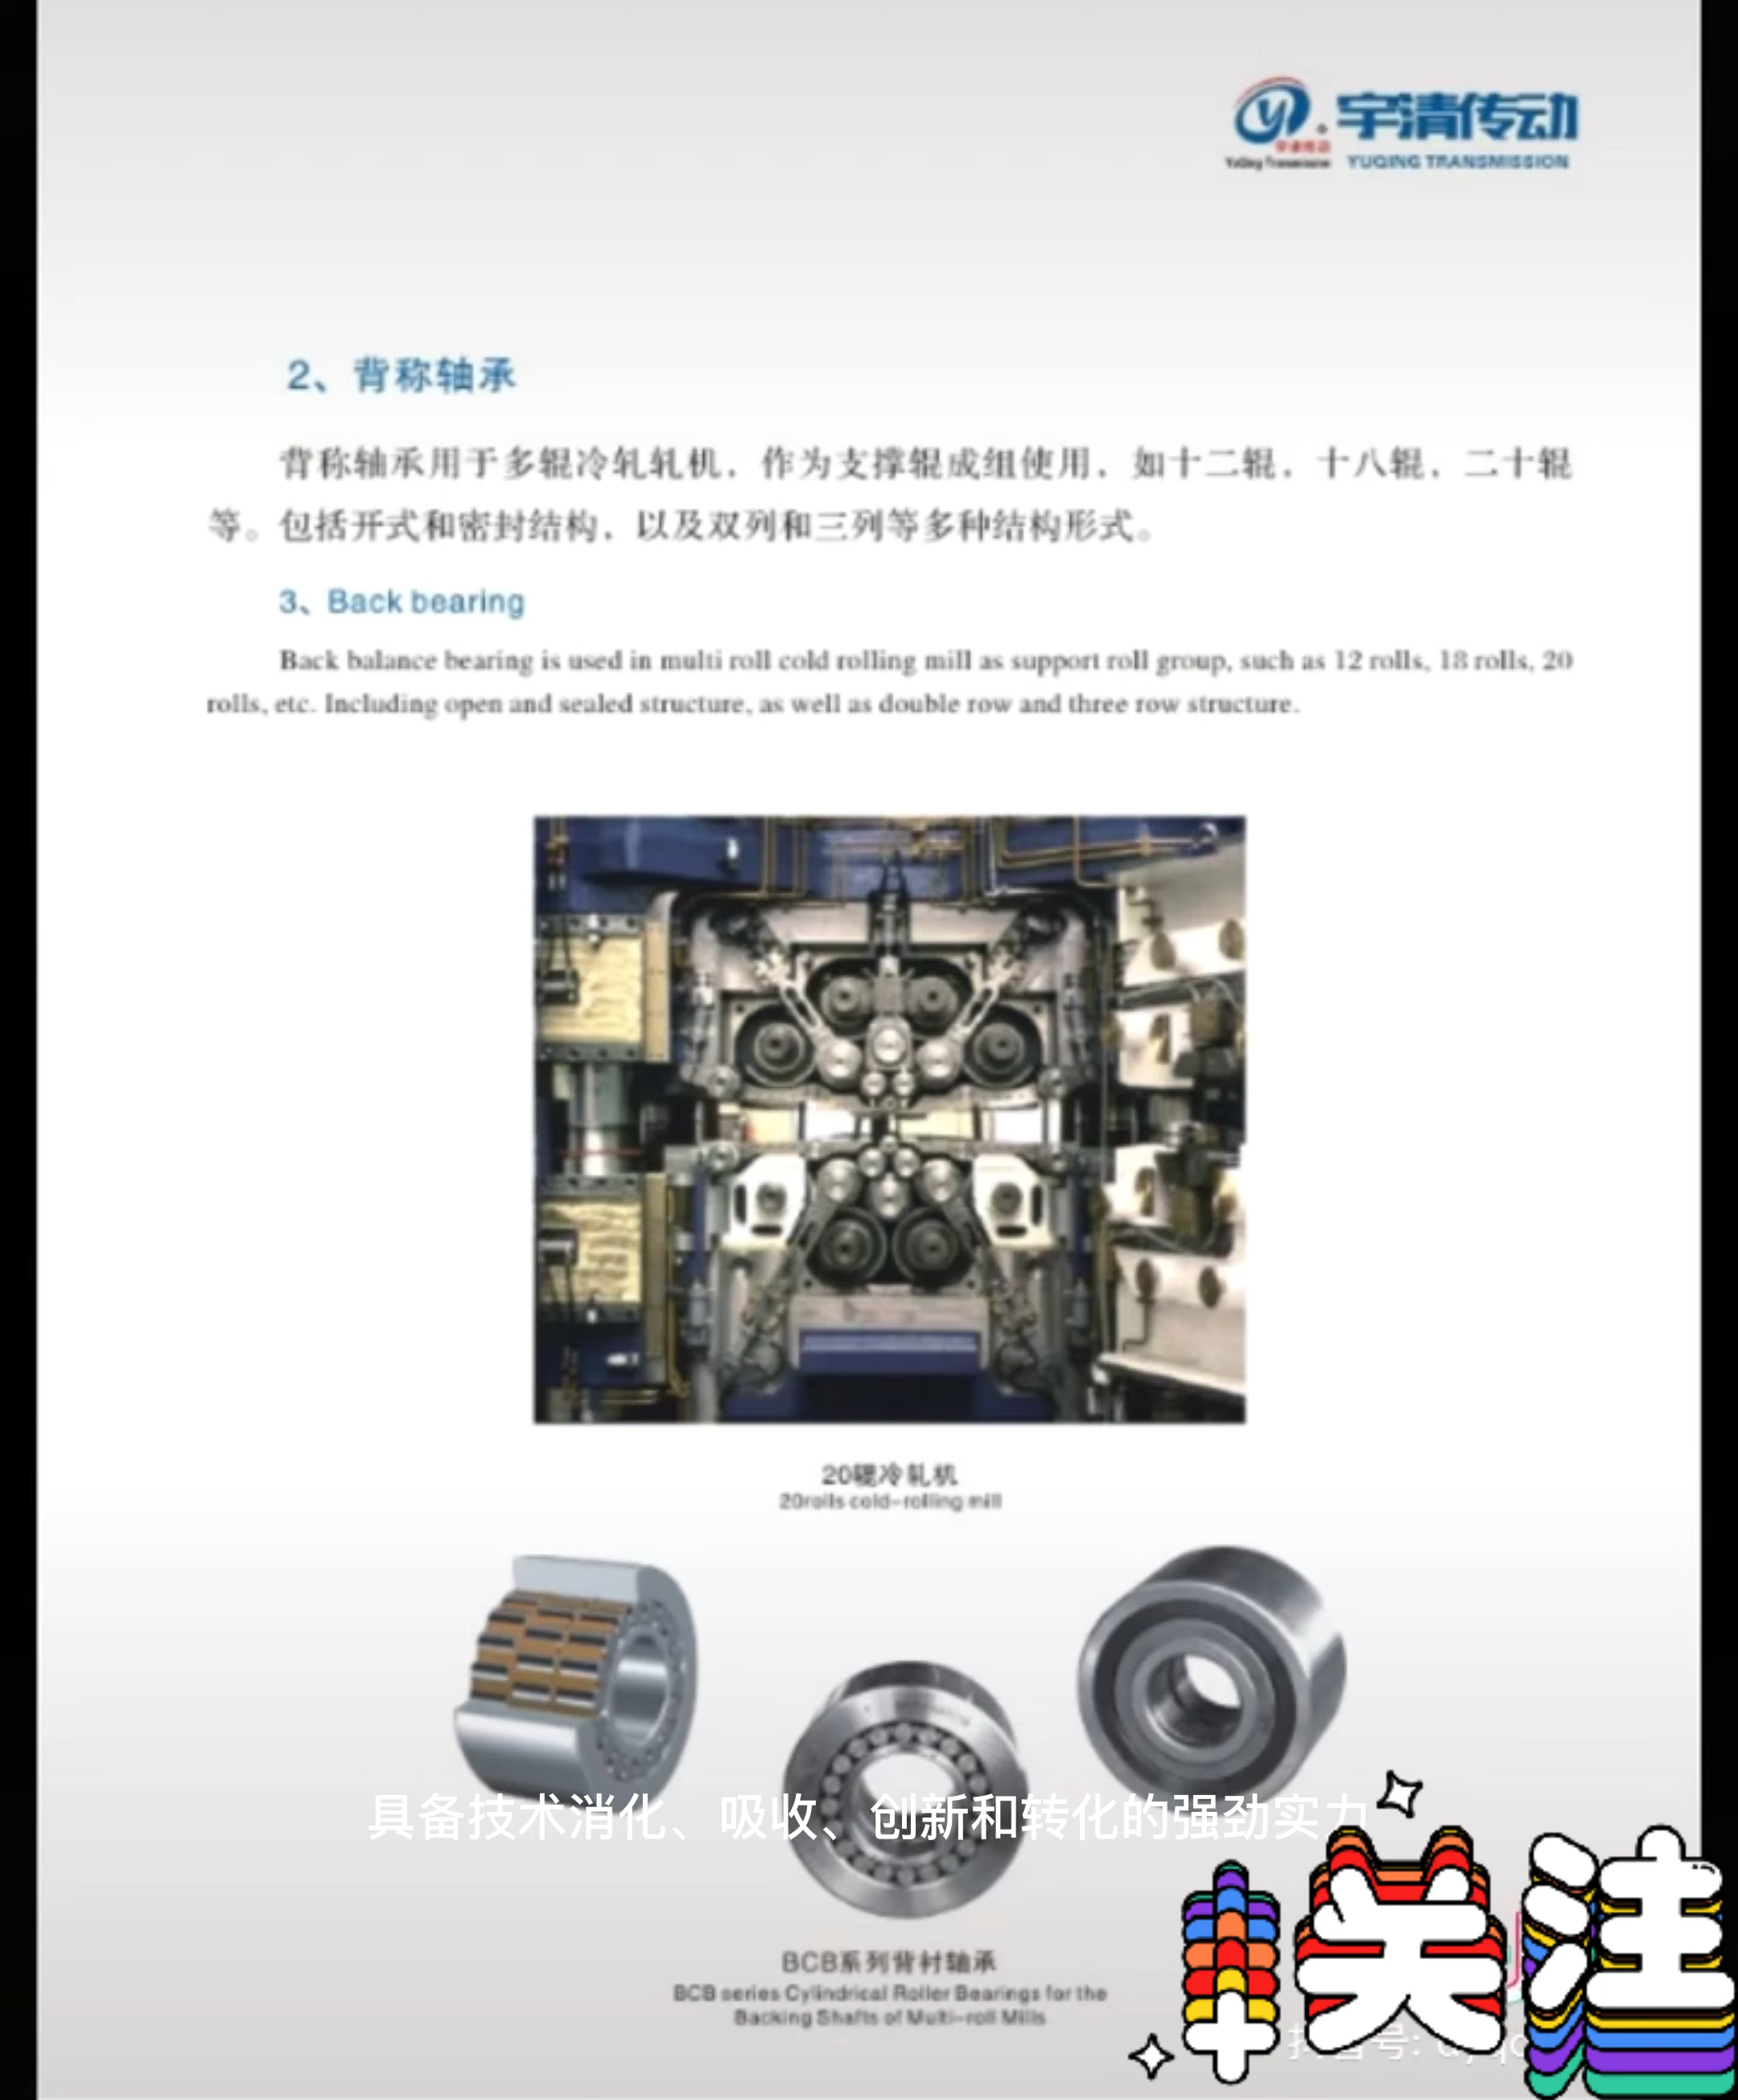 宇清传动
YuQing Transmission
YUQING TRANSMISSION
2、背称轴承
背称轴承用于多辊冷轧轧机，作为支撑辊成组使用，如十二辊，十八辊，二十辊
等。包括开式和密封结构，以及双列和三列等多种结构形式。
3、Back bearing
Back balance bearing is used in multi roll cold rolling mill as support roll group, such as 12 rolls, 18 rolls, 20
rolls, etc. Including open and sealed structure, as well as double row and three row structure.
20辊冷轧机
20rolls cold-rolling mill
具备技术消化、吸收、创新和转化的强劲实力
BCB系列背衬轴承
BCB series Cylindrical Roller Bearings for the
Backing Shafts of Multi-roll Mills
+关注
抖音号: